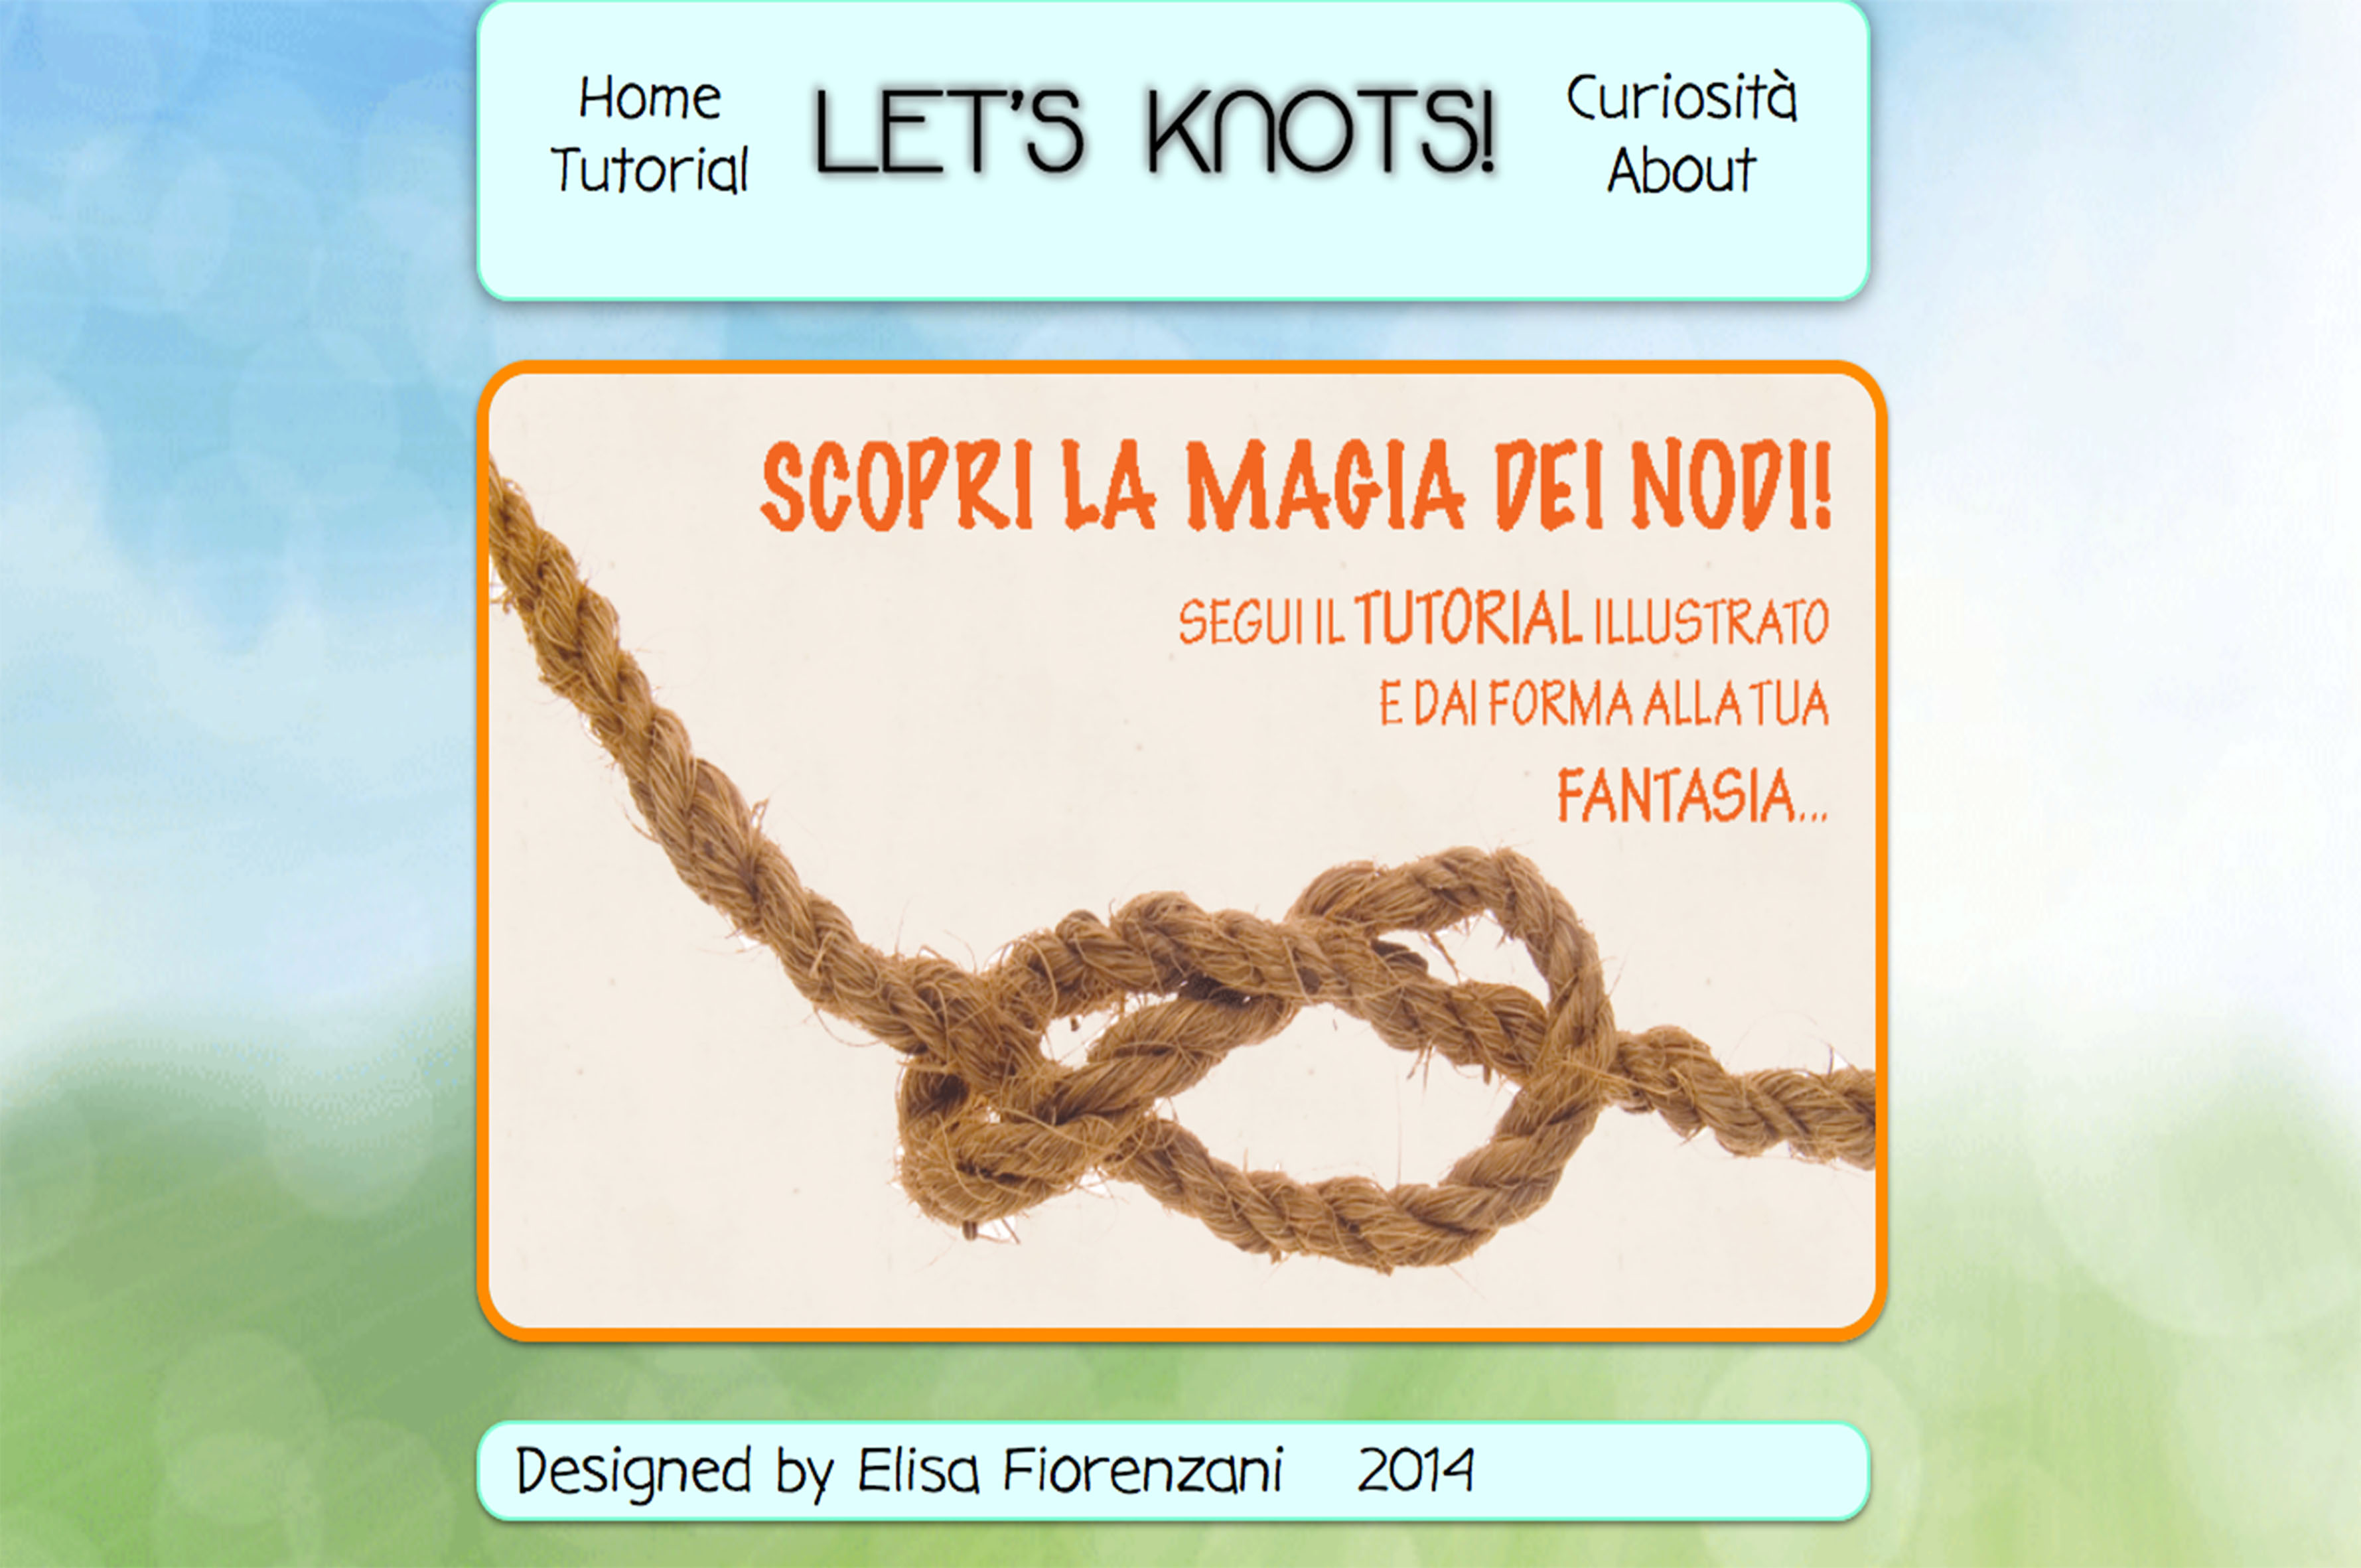 Home
Tutorial
LET'S KNOTS!
Curiosità
About
SCOPRI LA MAGIA DEI NODI!
SEGUI IL TUTORIAL ILLUSTRATO
E DAI FORMA ALLA TUA
FANTASIA...
Designed by Elisa Fiorenzani 2014